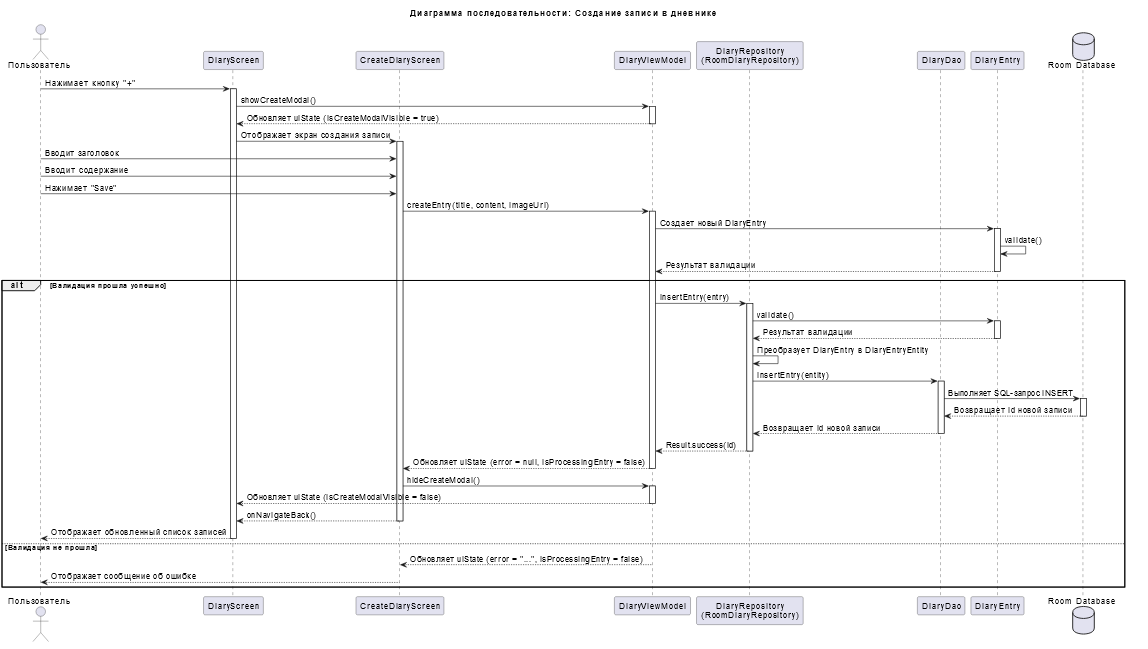 Диаграмма последовательности: Создание записи в дневнике
Пользователь
DiaryScreen
CreateDiaryScreen
DiaryViewModel
DiaryRepository
(RoomDiaryRepository)
DiaryDao
DiaryEntry
Room Database
Нажимает кнопку "+"
showCreateModal()
Обновляет uiState (isCreateModalVisible = true)
Отображает экран создания записи
Вводит заголовок
Вводит содержание
Нажимает "Save"
createEntry(title, content, imageUrl)
Создает новый DiaryEntry
validate()
Результат валидации
alt [Валидация прошла успешно]
insertEntry(entry)
validate()
Результат валидации
Преобразует DiaryEntry в DiaryEntryEntity
insertEntry(entity)
Выполняет SQL-запрос INSERT
Возвращает id новой записи
Возвращает id новой записи
Result.success(id)
Обновляет uiState (error = null, isProcessingEntry = false)
hideCreateModal()
Обновляет uiState (isCreateModalVisible = false)
onNavigateBack()
Отображает обновленный список записей
[Валидация не прошла]
Обновляет uiState (error = "...", isProcessingEntry = false)
Отображает сообщение об ошибке
Пользователь
DiaryScreen
CreateDiaryScreen
DiaryViewModel
DiaryRepository
(RoomDiaryRepository)
DiaryDao
DiaryEntry
Room Database